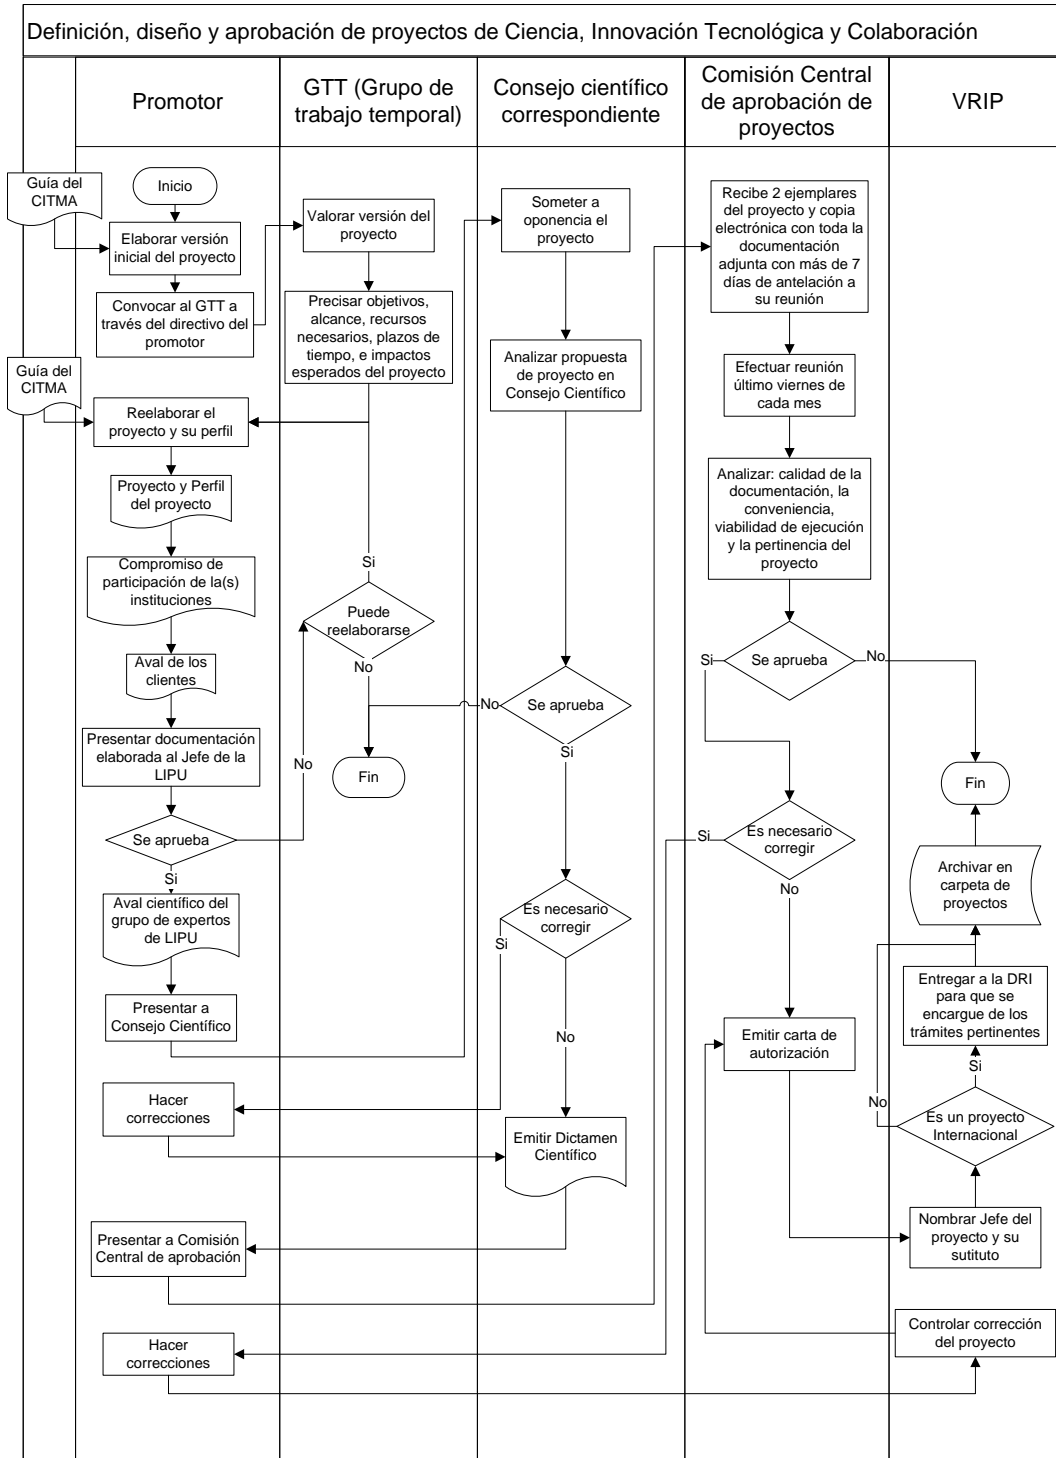 Definición, diseño y aprobación de proyectos de Ciencia, Innovación Tecnológica y Colaboración
Promotor
GTT (Grupo de
trabajo temporal)
Consejo científico
correspondiente
Comisión Central
de aprobación de
proyectos
VRIP
Guía del
CITMA
Inicio
Elaborar versión
inicial del proyecto
Convocar al GTT a
través del directivo del
promotor
Guía del
CITMA
Reelaborar el
proyecto y su perfil
Proyecto y Perfil
del proyecto
Compromiso de
participación de la(s)
instituciones
Aval de los
clientes
Presentar documentación
elaborada al Jefe de la
LIPU
Se aprueba
No
Si
Aval científico del
grupo de expertos
de LIPU
Presentar a
Consejo Científico
Hacer
correcciones
Presentar a Comisión
Central de aprobación
Hacer
correcciones
Valorar versión del
proyecto
Precisar objetivos,
alcance, recursos
necesarios, plazos de
tiempo, e impactos
esperados del proyecto
Si
Puede
reelaborarse
No
Fin
Someter a
oponencia el
proyecto
Analizar propuesta
de proyecto en
Consejo Científico
Se aprueba
No
Si
Es necesario
corregir
Si
No
Emitir Dictamen
Científico
Recibe 2 ejemplares
del proyecto y copia
electrónica con toda la
documentación
adjunta con más de 7
días de antelación a
su reunión
Efectuar reunión
último viernes de
cada mes
Analizar: calidad de la
documentación, la
conveniencia,
viabilidad de ejecución
y la pertinencia del
proyecto
Si
Se aprueba
No
Si
Es necesario
corregir
No
Emitir carta de
autorización
Fin
Archivar en
carpeta de
proyectos
Entregar a la DRI
para que se
encargue de los
trámites pertinentes
Si
No
Es un proyecto
Internacional
Nombrar Jefe del
proyecto y su
sutituto
Controlar corrección
del proyecto